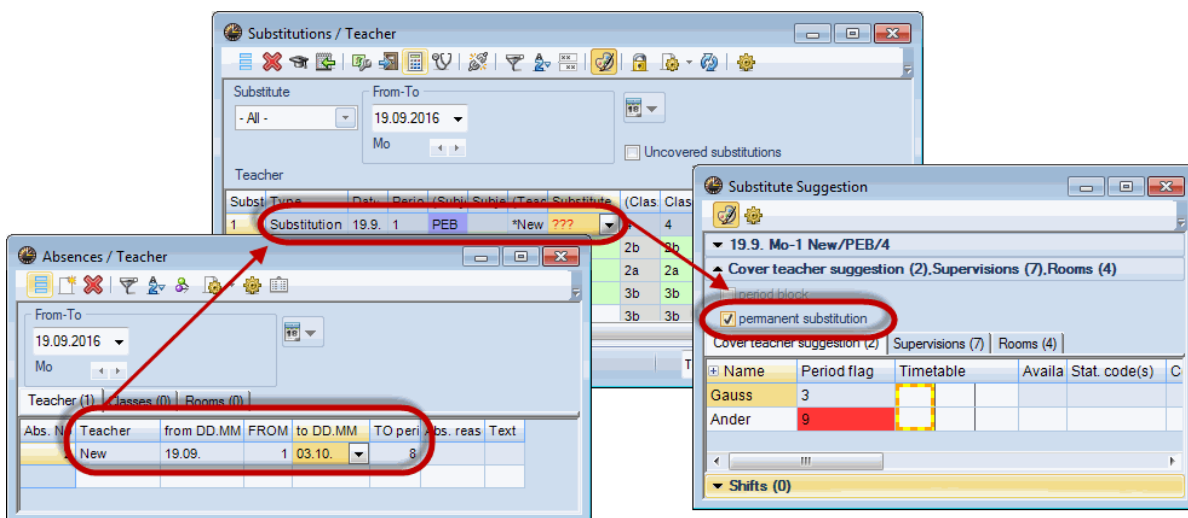 Substitutions / Teacher
Substitute
From-To
- All -
19.09.2016
Mo
Uncovered substitutions
Teacher
Subst Type Date Perio (Subj Subje (Teac Substitute (Clas Clas
1 Substitution 19.9. 1 PEB *New ??? 4 4
2b 2b
2a 2a
3b 3b
3b 3b
T
Absences / Teacher
From-To
19.09.2016
Mo
Teacher (1) Classes (0) Rooms (0)
Abs. No Teacher from DD.MM FROM to DD.MM TO peri Abs. reas Text
New 19.09. 1 03.10. 8
Substitute Suggestion
19.9. Mo-1 New/PEB/4
Cover teacher suggestion (2),Supervisions (7),Rooms (4)
period block
permanent substitution
Cover teacher suggestion (2) Supervisions (7) Rooms (4)
Name Period flag Timetable Availa Stat. code(s) C
Gauss 3
Ander 9
Shifts (0)